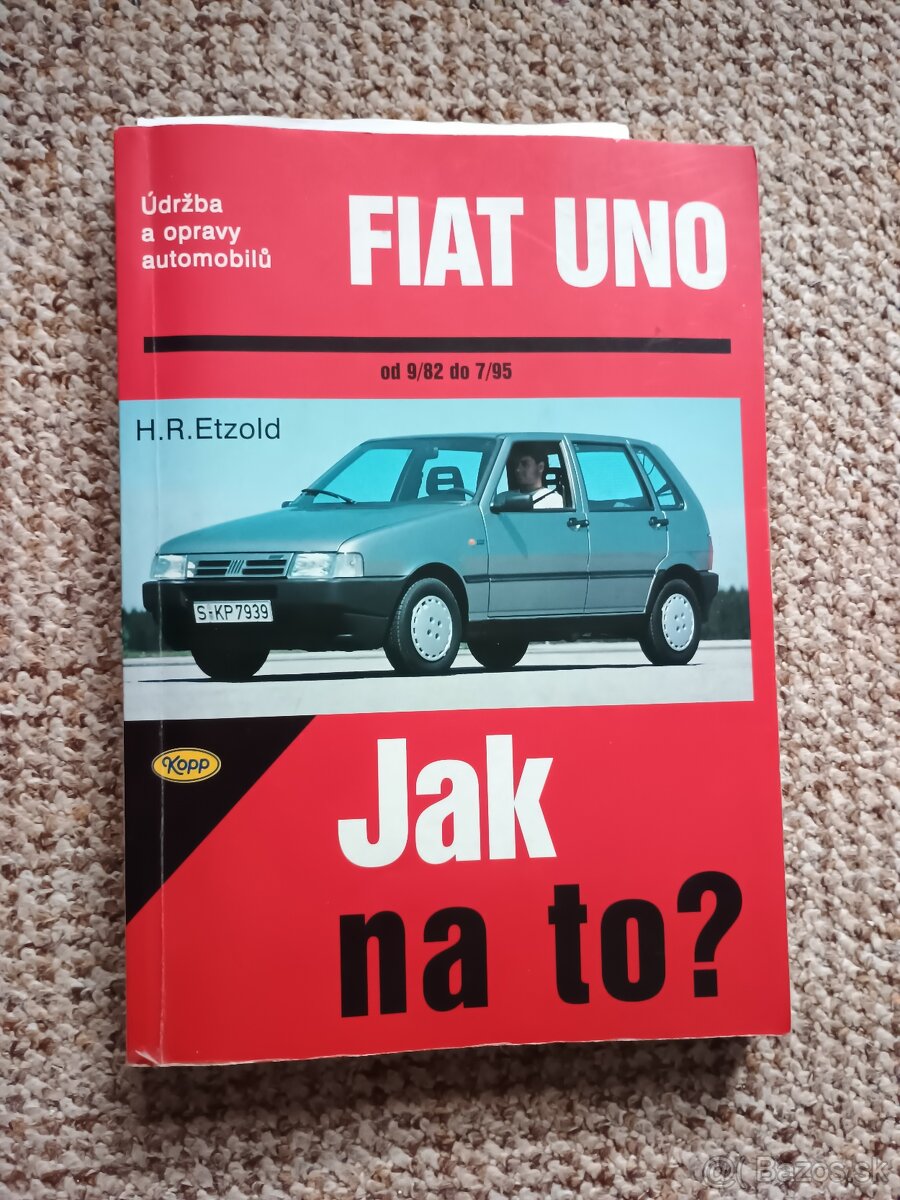 Údržba
a opravy
automobilů
FIAT UNO
od 9/82 do 7/95
H.R.Etzold
S-KP7939
Kopp
Jak
na to?
@ Bazos.sk